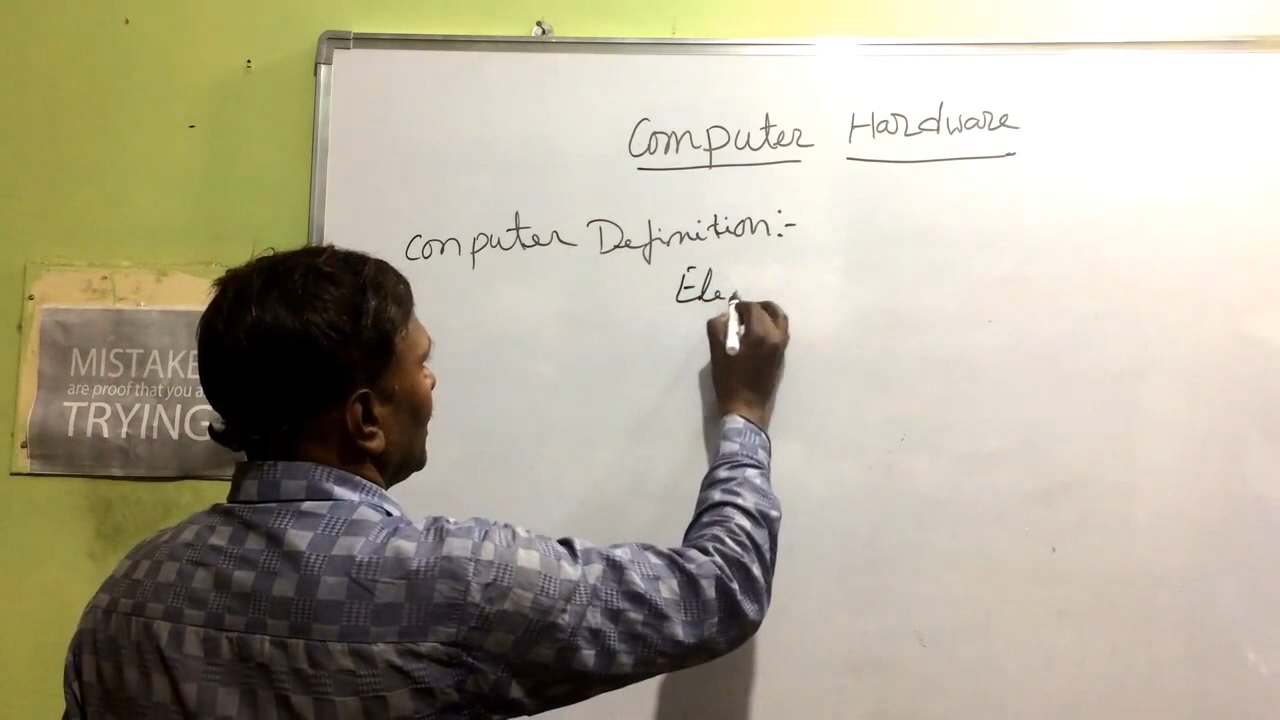 Computer Hardware
Computer Definition:-
Ele
MISTAKE
are proof that you a
TRYING